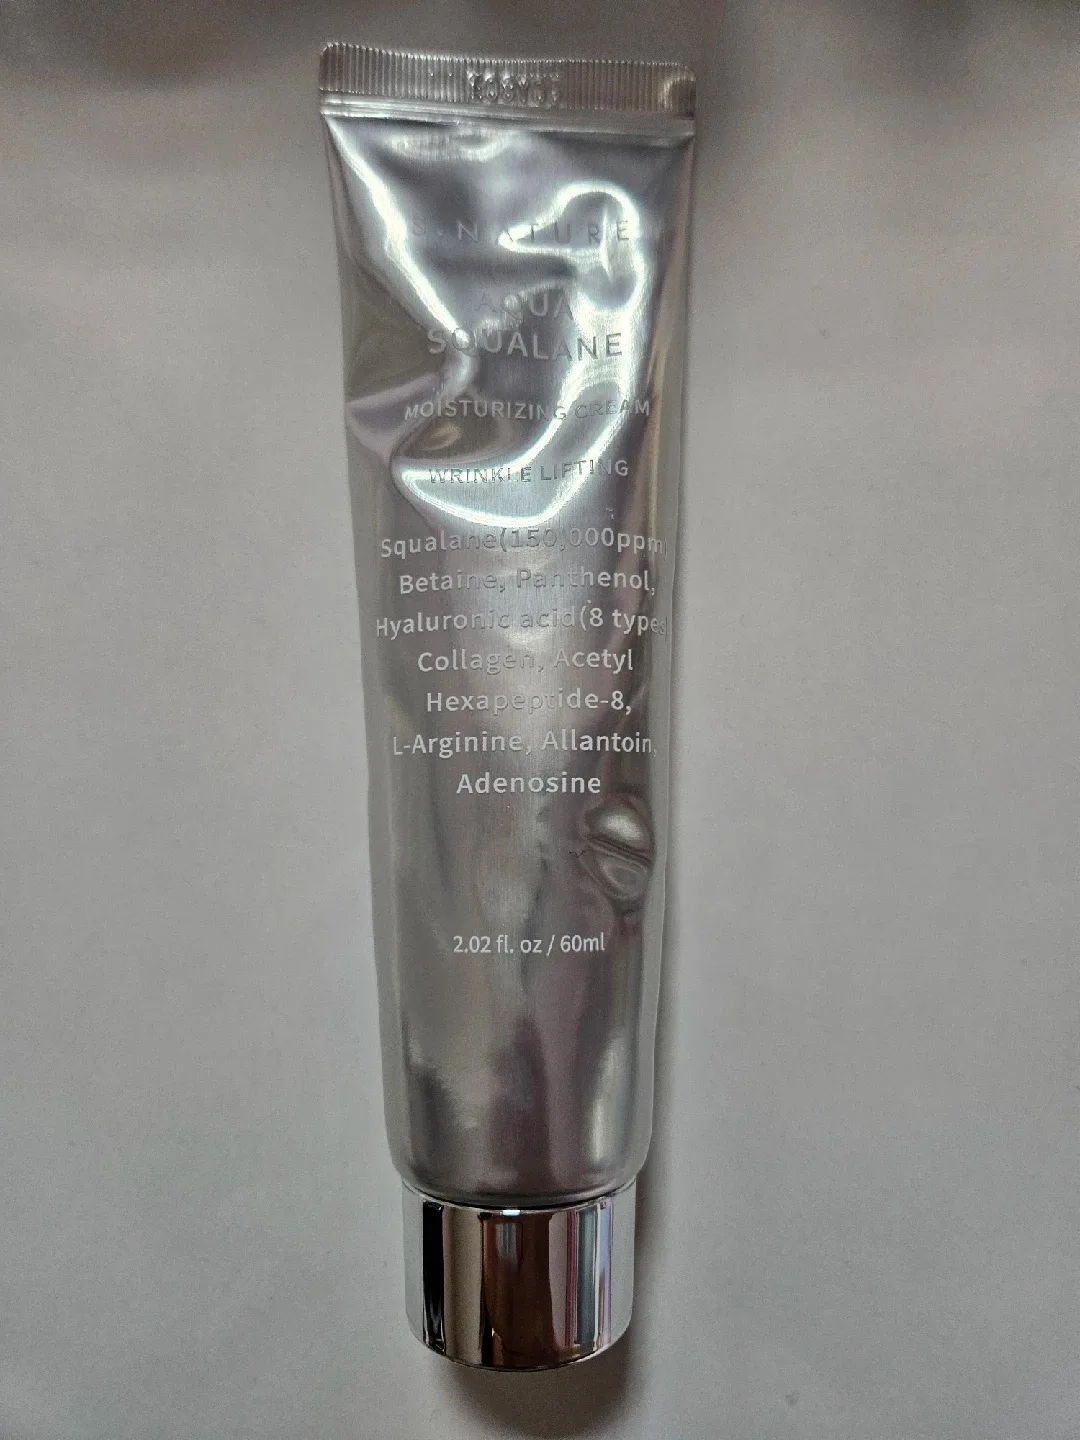 S.NATURE
AQUA
SQUALANE
MOISTURIZING CREAM
WRINKLE LIFTING
Squalane(150,000ppm)
Betaine, Panthenol,
Hyaluronic acid(8 types)
Collagen, Acetyl
Hexapeptide-8,
L-Arginine, Allantoin,
Adenosine
2.02 fl. oz / 60ml